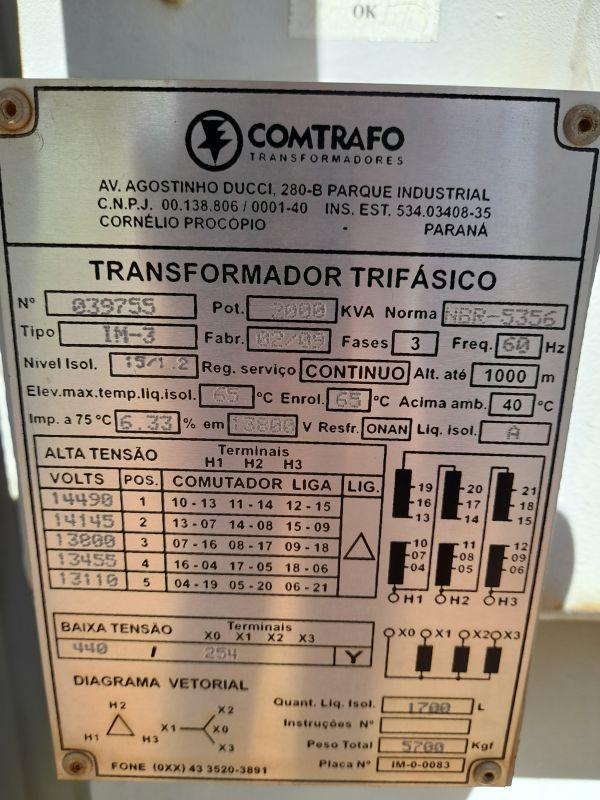 OK
COMTRAFO
TRANSFORMADORES
AV. AGOSTINHO DUCCI, 280-B PARQUE INDUSTRIAL
C.N.P.J. 00.138.806 / 0001-40 INS. EST. 534.03408-35
CORNÉLIO PROCÓPIO - PARANÁ
TRANSFORMADOR TRIFÁSICO
Nº 039755 Pot. 2000 KVA Norma NBR-5356
Tipo IM-3 Fabr. 02/09 Fases 3 Freq. 60 Hz
Nível Isol. 15/1.2 Reg. serviço CONTINUO Alt. até 1000 m
Elev.max.temp.liq.isol. 65 ºC Enrol. 65 ºC Acima amb. 40 ºC
Imp. a 75 ºC 6.33 % em 13800 V Resfr. ONAN Liq. isol. A
ALTA TENSÃO Terminais
H1 H2 H3
VOLTS POS. COMUTADOR LIGA LIG.
14490 1 10-13 11-14 12-15
14145 2 13-07 14-08 15-09
13800 3 07-16 08-17 09-18
13455 4 16-04 17-05 18-06
13110 5 04-19 05-20 06-21
19 20 21
16 17 18
13 14 15
10 11 12
07 08 09
04 05 06
H1 H2 H3
BAIXA TENSÃO Terminais
X0 X1 X2 X3
440 / 254 Y
X0 X1 X2 X3
DIAGRAMA VETORIAL
H2
H1 H3
X2
X1 X0
X3
Quant. Liq. Isol. 1700 L
Instruções Nº
Peso Total 5700 Kgf
Placa Nº IM-0-0083
FONE (0XX) 43 3520-3891